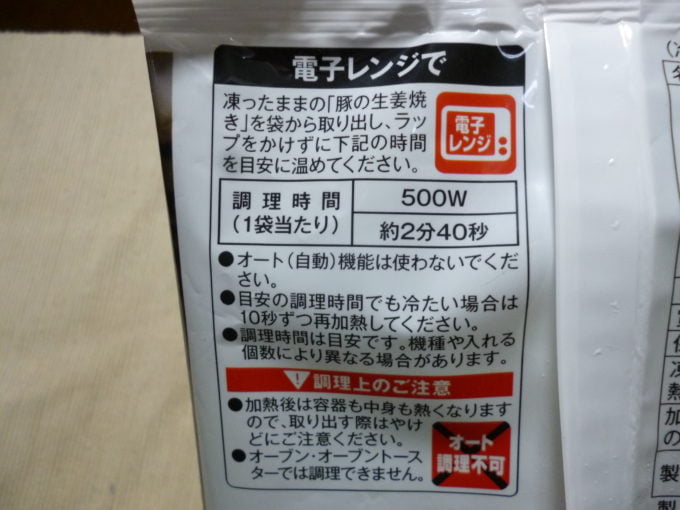 電子レンジで
凍ったままの「豚の生姜焼
き」を袋から取り出し、ラッ
プをかけずに下記の時間
を目安に温めてください。
電子
レンジ
調理時間
(1袋当たり)
500W
約2分40秒
●オート(自動)機能は使わないでくだ
さい。
●目安の調理時間でも冷たい場合は
10秒ずつ再加熱してください。
●調理時間は目安です。機種や入れる
個数により異なる場合があります。
! 調理上のご注意
●加熱後は容器も中身も熱くなります
ので、取り出す際はやけ
どにご注意ください。
●オーブン・オーブントース
ターでは調理できません。
オート
調理不可
凍
熱
加
の
製